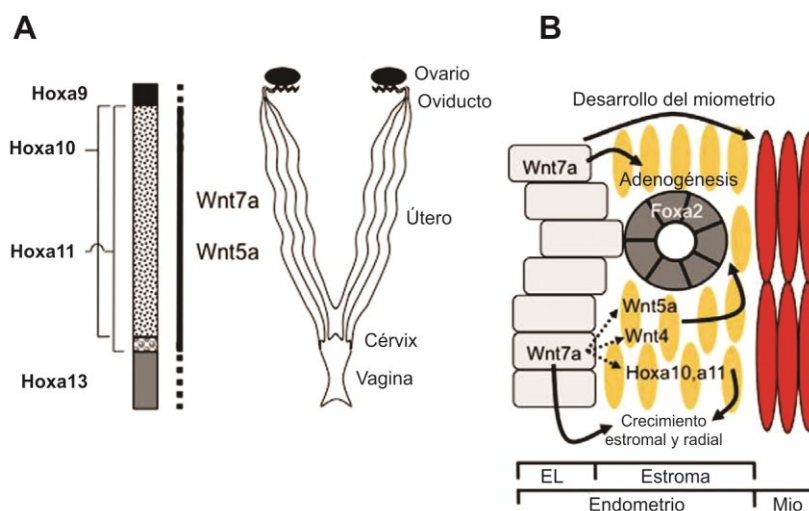 A
Hoxa9
Hoxa10
Hoxa11
Hoxa13
Wnt7a
Wnt5a
Ovario
Oviducto
Útero
Cérvix
Vagina
B
Desarrollo del miometrio
Wnt7a
Adenogénesis
Foxa2
Wnt5a
Wnt4
Wnt7a
Hoxa10,a11
Crecimiento
estromal y radial
EL
Estroma
Endometrio
Mio